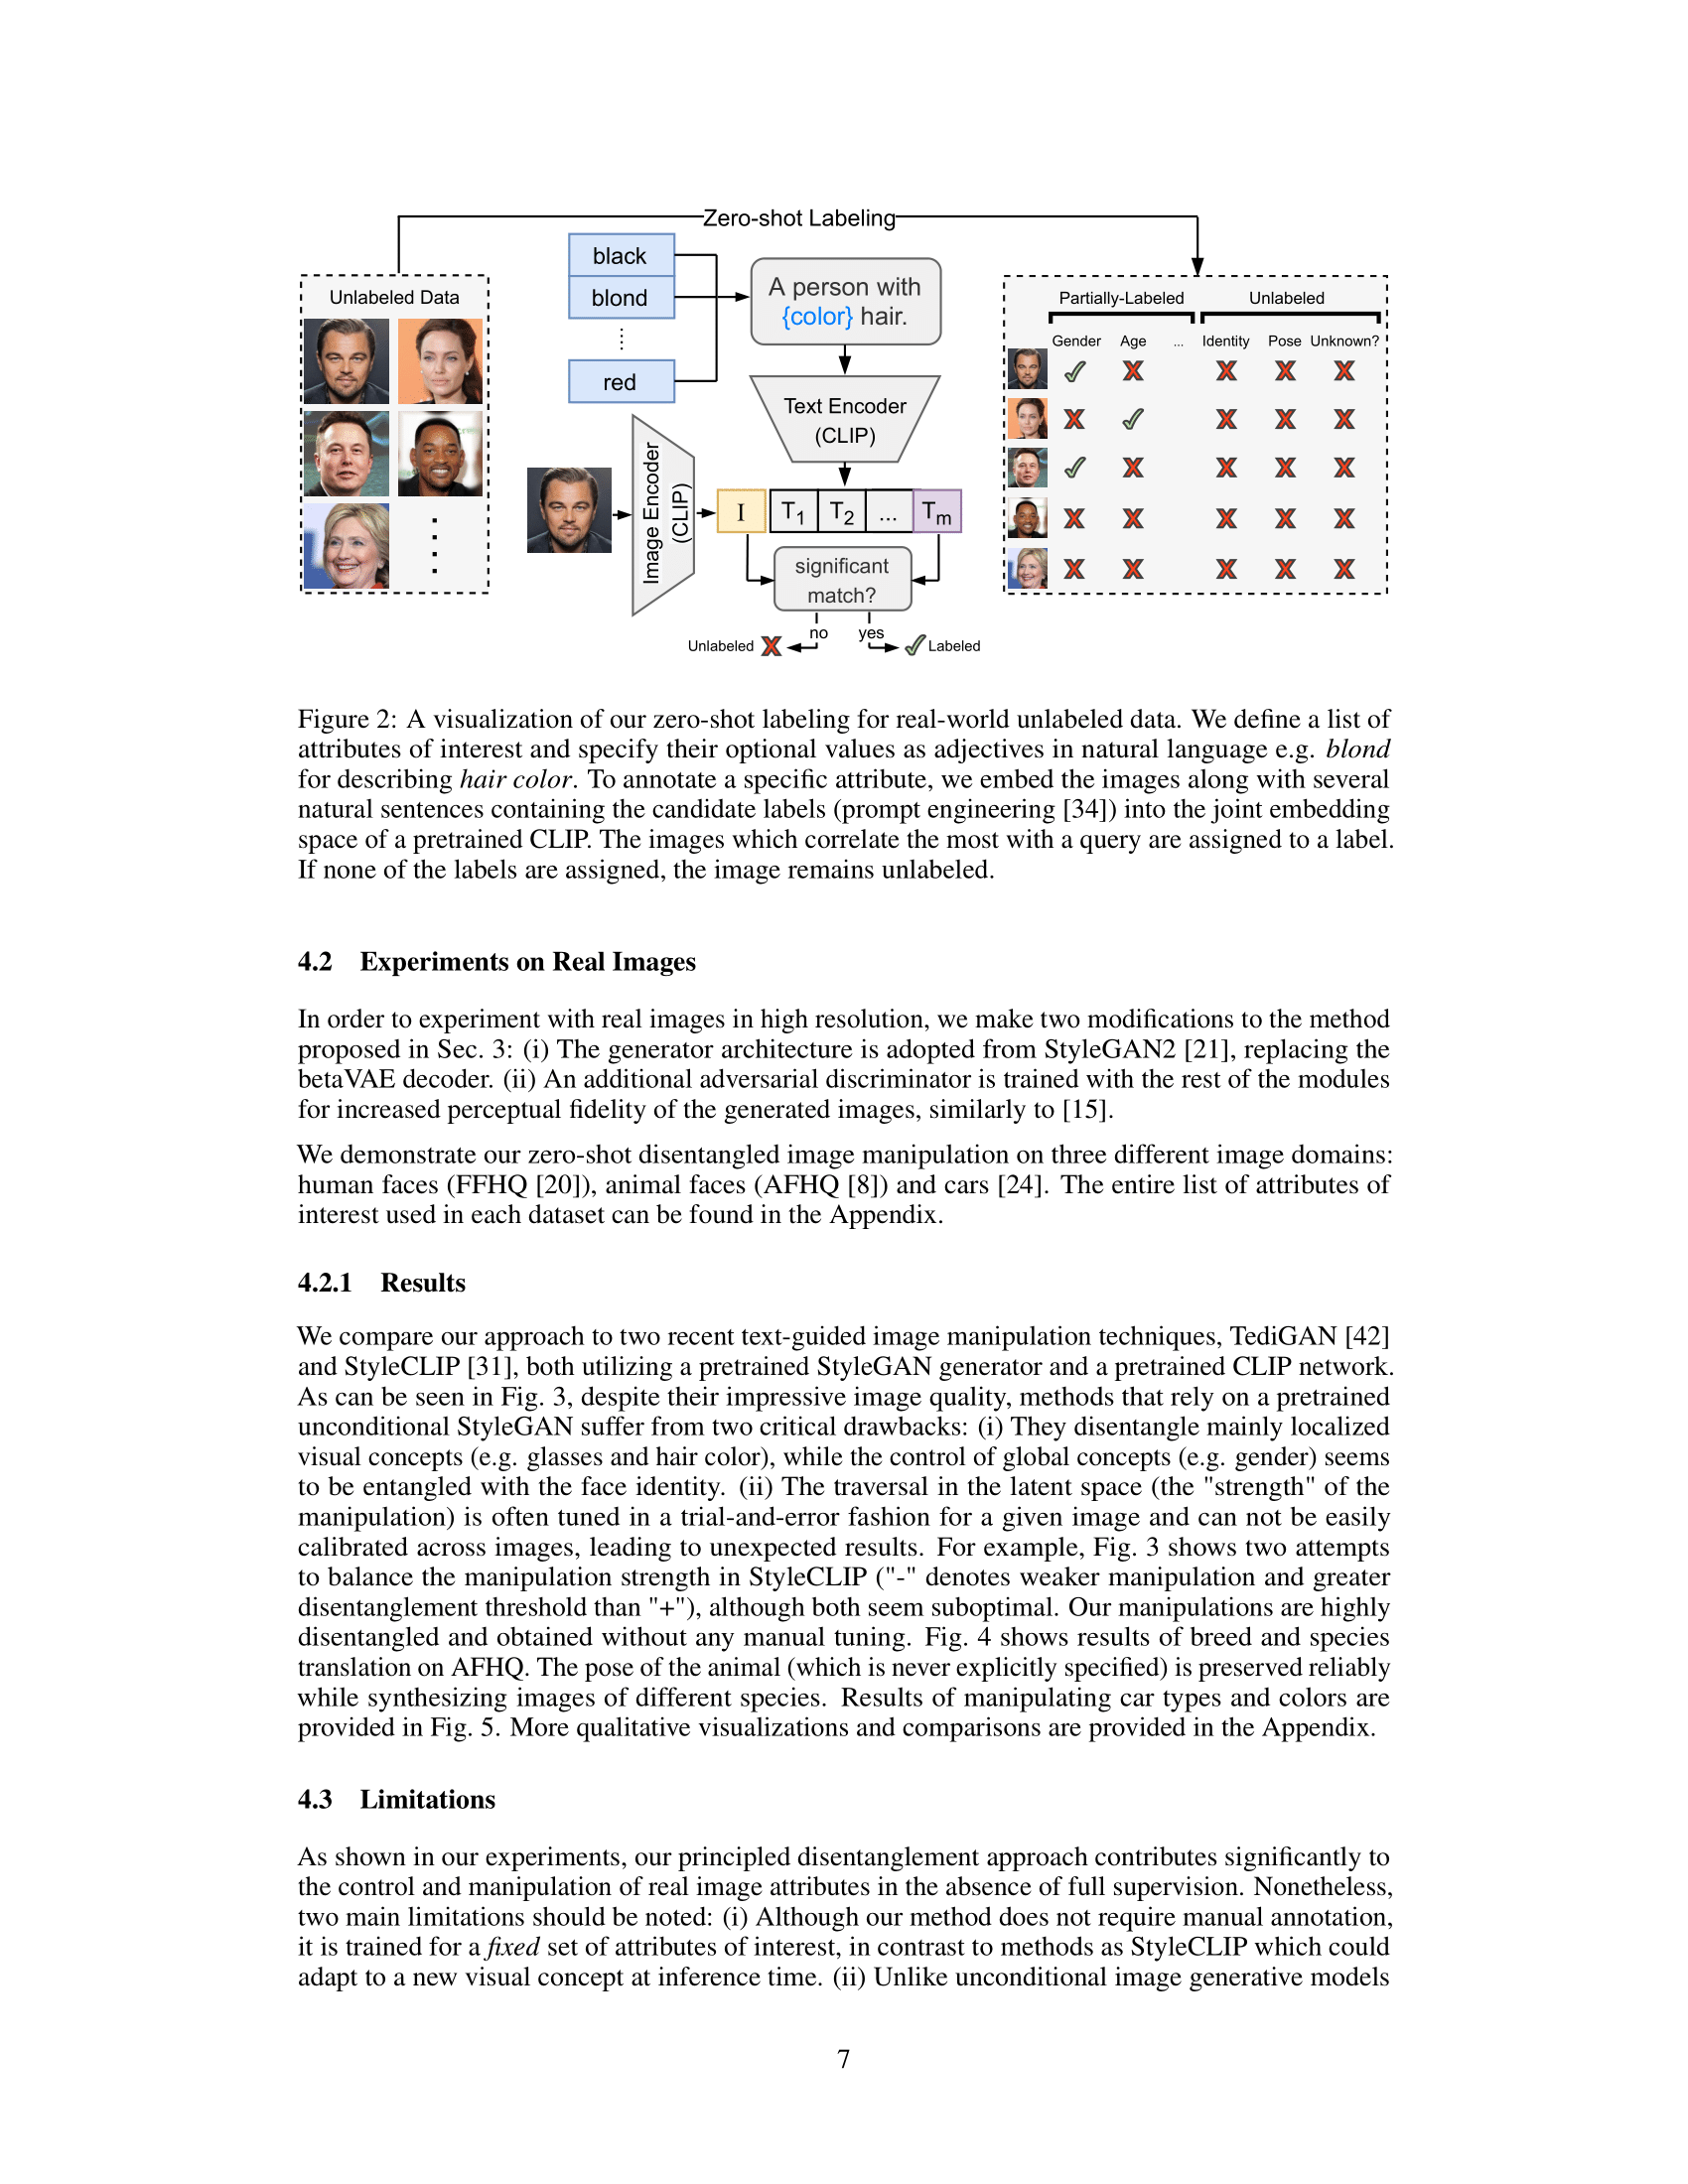 Zero-shot Labeling
Unlabeled Data
black
blond
red
A person with
{color} hair.
Text Encoder
(CLIP)
Image Encoder
(CLIP)
I T1 T2 ... Tm
significant
match?
no yes
Unlabeled Labeled
Partially-Labeled Unlabeled
Gender Age ... Identity Pose Unknown?
Figure 2: A visualization of our zero-shot labeling for real-world unlabeled data. We define a list of
attributes of interest and specify their optional values as adjectives in natural language e.g. blond
for describing hair color. To annotate a specific attribute, we embed the images along with several
natural sentences containing the candidate labels (prompt engineering [34]) into the joint embedding
space of a pretrained CLIP. The images which correlate the most with a query are assigned to a label.
If none of the labels are assigned, the image remains unlabeled.
4.2 Experiments on Real Images
In order to experiment with real images in high resolution, we make two modifications to the method
proposed in Sec. 3: (i) The generator architecture is adopted from StyleGAN2 [21], replacing the
betaVAE decoder. (ii) An additional adversarial discriminator is trained with the rest of the modules
for increased perceptual fidelity of the generated images, similarly to [15].
We demonstrate our zero-shot disentangled image manipulation on three different image domains:
human faces (FFHQ [20]), animal faces (AFHQ [8]) and cars [24]. The entire list of attributes of
interest used in each dataset can be found in the Appendix.
4.2.1 Results
We compare our approach to two recent text-guided image manipulation techniques, TediGAN [42]
and StyleCLIP [31], both utilizing a pretrained StyleGAN generator and a pretrained CLIP network.
As can be seen in Fig. 3, despite their impressive image quality, methods that rely on a pretrained
unconditional StyleGAN suffer from two critical drawbacks: (i) They disentangle mainly localized
visual concepts (e.g. glasses and hair color), while the control of global concepts (e.g. gender) seems
to be entangled with the face identity. (ii) The traversal in the latent space (the "strength" of the
manipulation) is often tuned in a trial-and-error fashion for a given image and can not be easily
calibrated across images, leading to unexpected results. For example, Fig. 3 shows two attempts
to balance the manipulation strength in StyleCLIP ("-" denotes weaker manipulation and greater
disentanglement threshold than "+"), although both seem suboptimal. Our manipulations are highly
disentangled and obtained without any manual tuning. Fig. 4 shows results of breed and species
translation on AFHQ. The pose of the animal (which is never explicitly specified) is preserved reliably
while synthesizing images of different species. Results of manipulating car types and colors are
provided in Fig. 5. More qualitative visualizations and comparisons are provided in the Appendix.
4.3 Limitations
As shown in our experiments, our principled disentanglement approach contributes significantly to
the control and manipulation of real image attributes in the absence of full supervision. Nonetheless,
two main limitations should be noted: (i) Although our method does not require manual annotation,
it is trained for a fixed set of attributes of interest, in contrast to methods as StyleCLIP which could
adapt to a new visual concept at inference time. (ii) Unlike unconditional image generative models
7